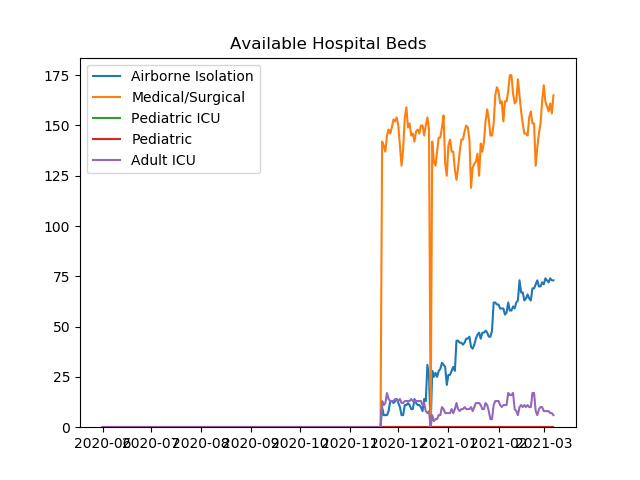 Available Hospital Beds
Airborne Isolation
Medical/Surgical
Pediatric ICU
Pediatric
Adult ICU
175
150
125
100
75
50
25
0
2020-06 2020-07 2020-08 2020-09 2020-10 2020-11 2020-12 2021-01 2021-02 2021-03